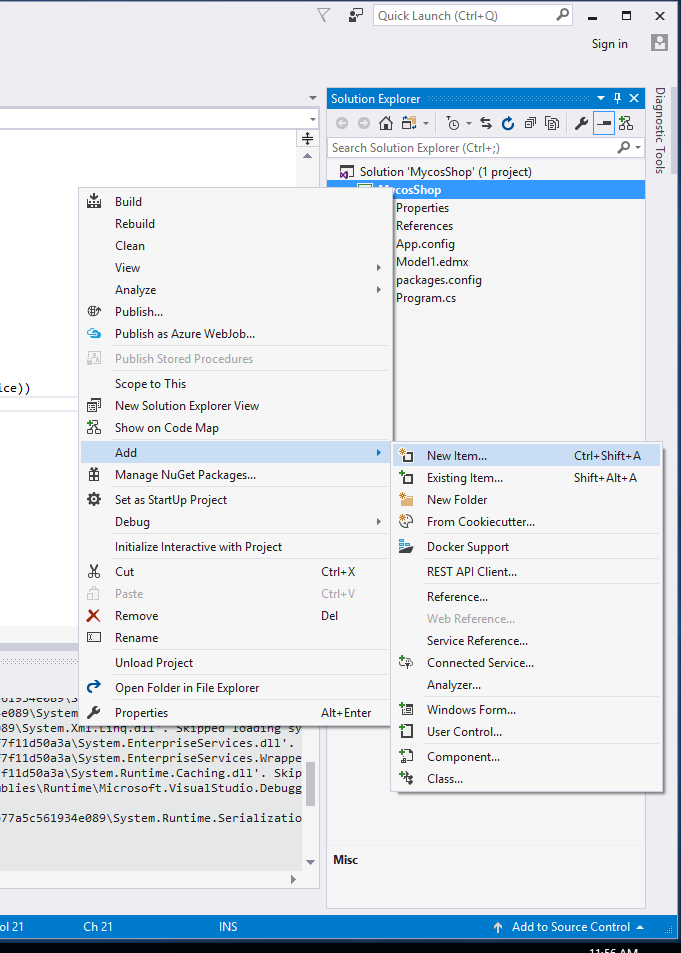 Quick Launch (Ctrl+Q)
Sign in
Solution Explorer
Diagnostic Tools
Search Solution Explorer (Ctrl+;)
Solution 'MycosShop' (1 project)
MycosShop
Properties
References
App.config
Model1.edmx
packages.config
Program.cs
ice))
Build
Rebuild
Clean
View
Analyze
Publish...
Publish as Azure WebJob...
Publish Stored Procedures
Scope to This
New Solution Explorer View
Show on Code Map
Add
Manage NuGet Packages...
Set as StartUp Project
Debug
Initialize Interactive with Project
Cut Ctrl+X
Paste Ctrl+V
Remove Del
Rename
Unload Project
Open Folder in File Explorer
Properties Alt+Enter
New Item... Ctrl+Shift+A
Existing Item... Shift+Alt+A
New Folder
From Cookiecutter...
Docker Support
REST API Client...
Reference...
Web Reference...
Service Reference...
Connected Service...
Analyzer...
Windows Form...
User Control...
Component...
Class...
e089\System
089\System.Xml.Linq.dll'. Skipped loading sy
7f11d50a3a\System.EnterpriseServices.dll'.
7f11d50a3a\System.EnterpriseServices.Wrappe
f11d50a3a\System.Runtime.Caching.dll'. Skip
blies\Runtime\Microsoft.VisualStudio.Debugg
77a5c561934e089\System.Runtime.Serializatio
Misc
ol 21 Ch 21 INS Add to Source Control
11:56 AM